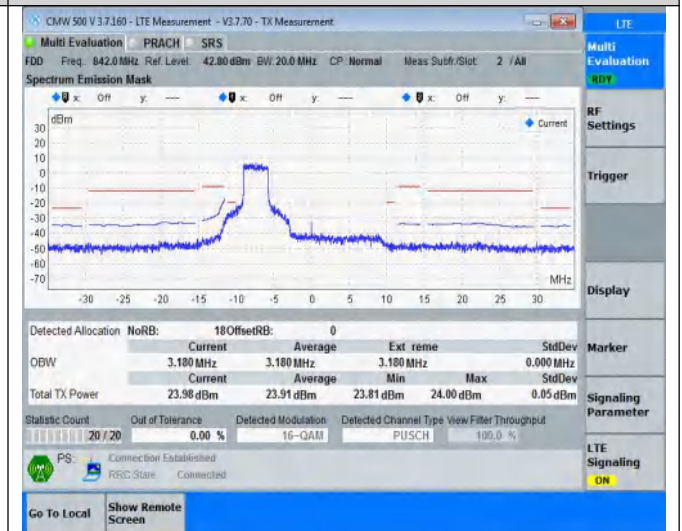 CMW 500 V 3.7.160 - LTE Measurement - V3.7.70 - TX Measurement
LTE
Multi Evaluation PRACH SRS
Multi Evaluation
RDY
FDD Freq.: 842.0 MHz Ref. Level: 42.80 dBm BW: 20.0 MHz CP: Normal Meas Subfr./Slot: 2 / All
Spectrum Emission Mask
x: Off y: --- x: Off y: --- x: Off y: ---
dBm
Current
30
20
10
0
-10
-20
-30
-40
-50
-60
-70
MHz
-30 -25 -20 -15 -10 -5 0 5 10 15 20 25 30
RF Settings
Trigger
Display
Marker
Signaling Parameter
LTE Signaling
ON
Detected Allocation NoRB: 18 OffsetRB: 0
Current Average Ext reme StdDev
OBW 3.180 MHz 3.180 MHz 3.180 MHz 0.000 MHz
Current Average Min Max StdDev
Total TX Power 23.98 dBm 23.91 dBm 23.81 dBm 24.00 dBm 0.05 dBm
Statistic Count Out of Tolerance Detected Modulation Detected Channel Type View Filter Throughput
20 / 20 0.00 % 16-QAM PUSCH 100.0 %
PS: Connection Established
RRC State Connected
Go To Local Show Remote Screen